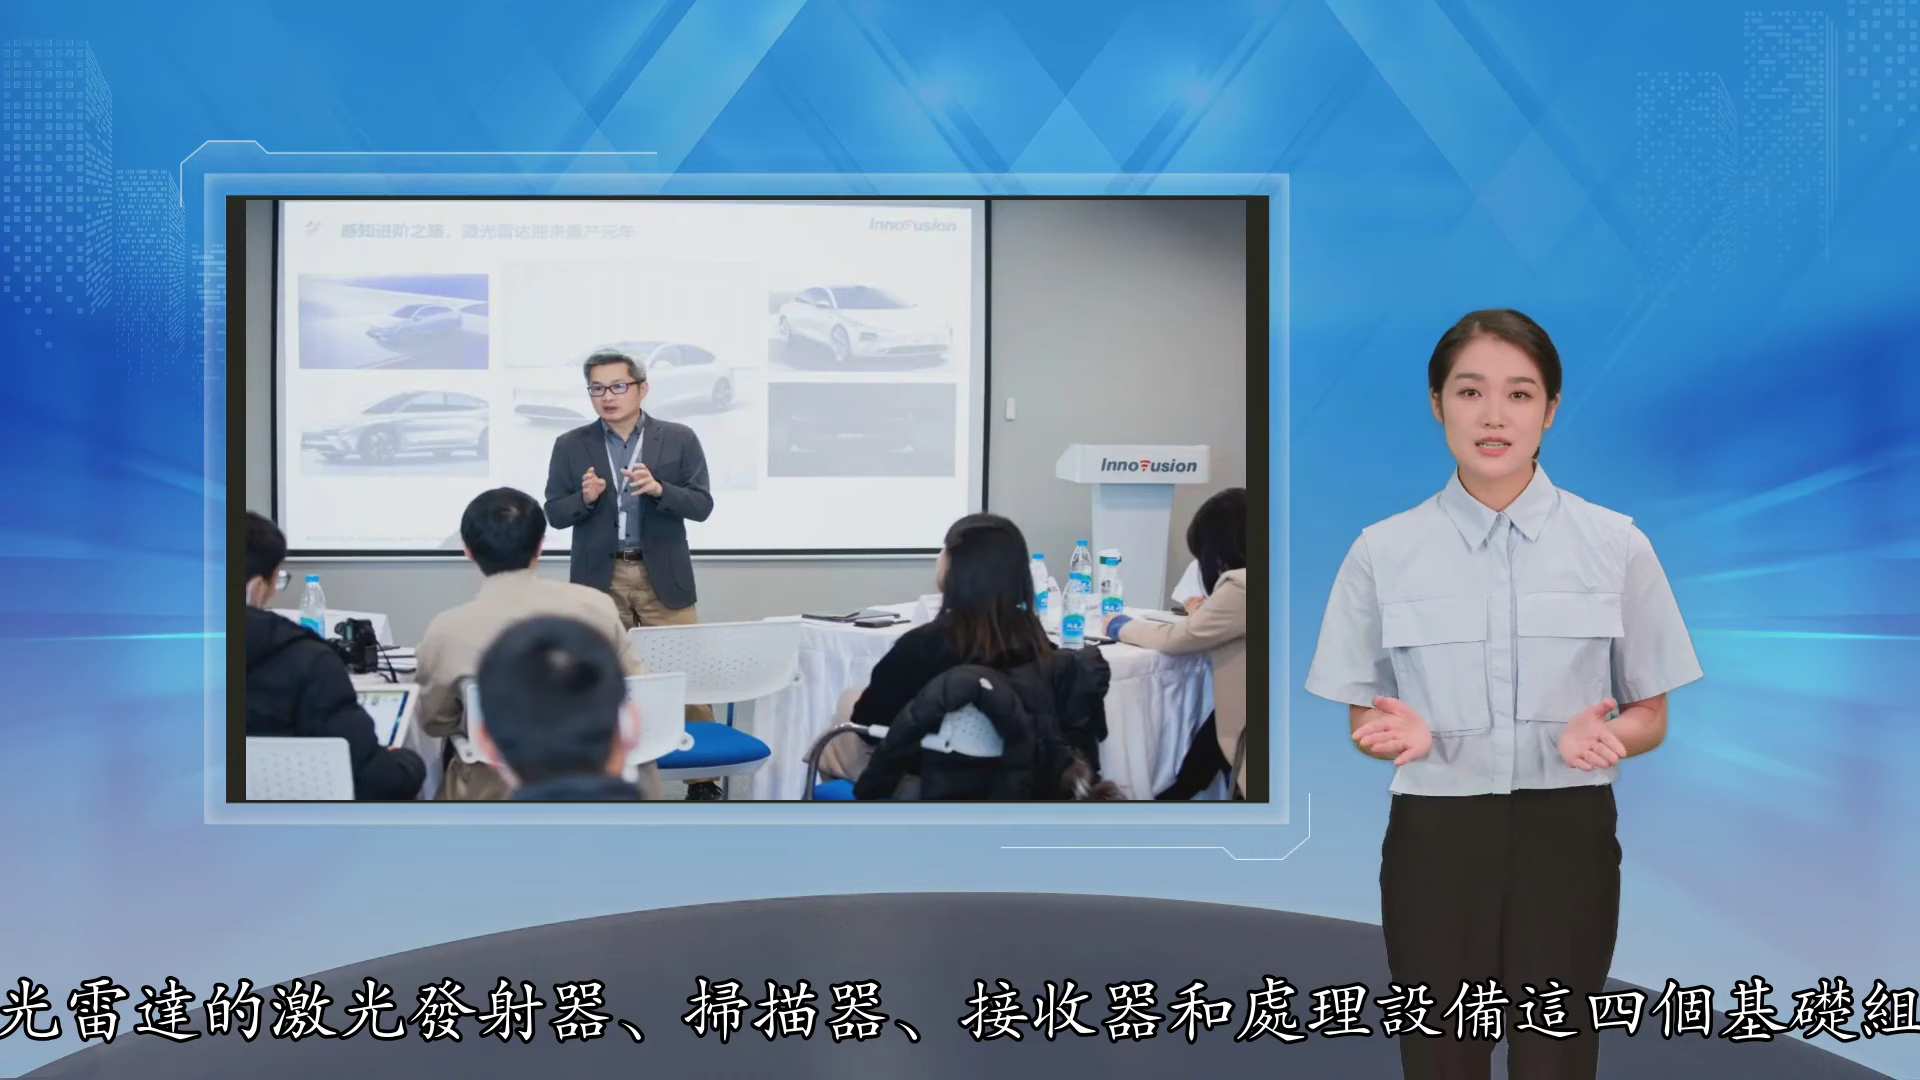 感知进阶之路，激光雷达迎来量产元年
InnoFusion
InnoFusion
光雷達的激光發射器、掃描器、接收器和處理設備這四個基礎組